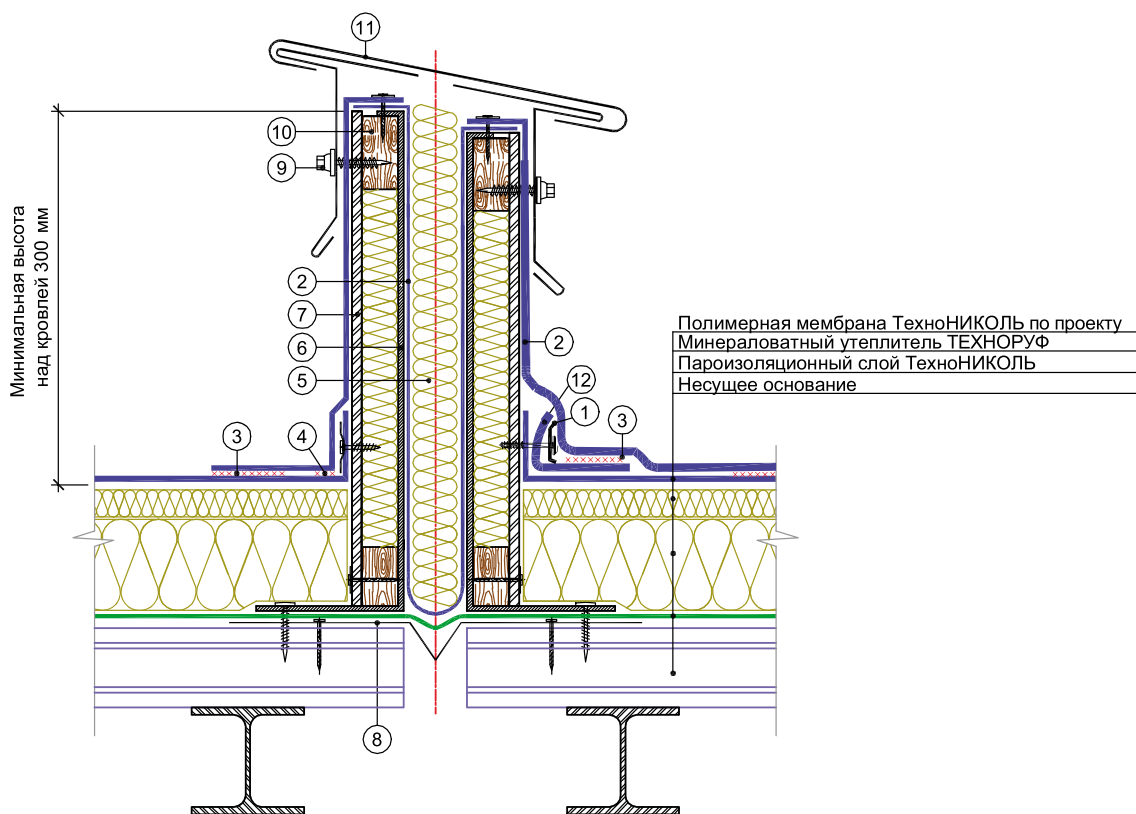 11
10
9
Минимальная высота
над кровлей 300 мм
2
7
6
5
2
12
1
3
4
3
8
Полимерная мембрана ТехноНИКОЛЬ по проекту
Минераловатный утеплитель ТЕХНОРУФ
Пароизоляционный слой ТехноНИКОЛЬ
Несущее основание